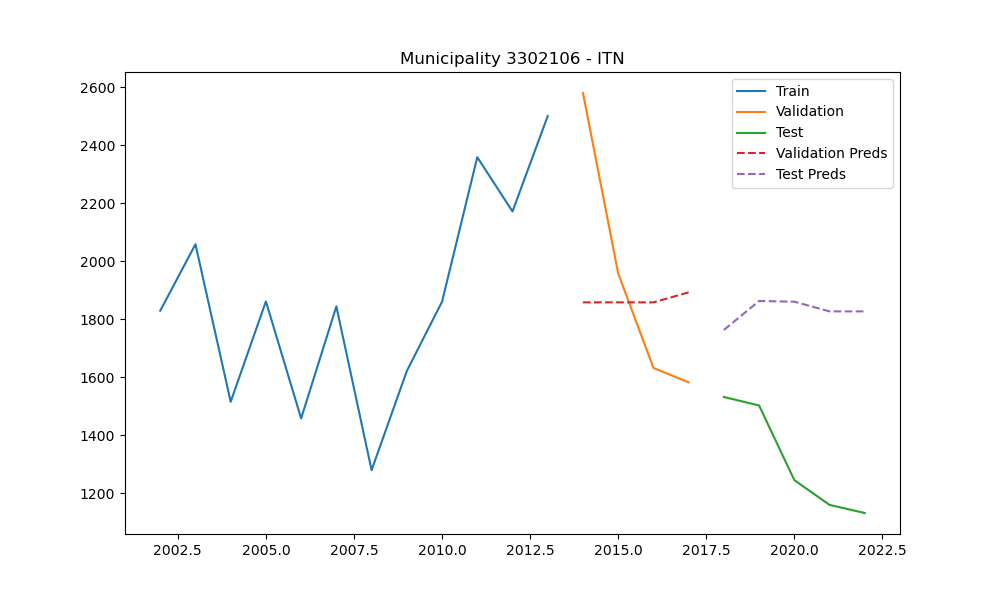 Municipality 3302106 - ITN
2600
2400
2200
2000
1800
1600
1400
1200
Train
Validation
Test
Validation Preds
Test Preds
2002.5 2005.0 2007.5 2010.0 2012.5 2015.0 2017.5 2020.0 2022.5